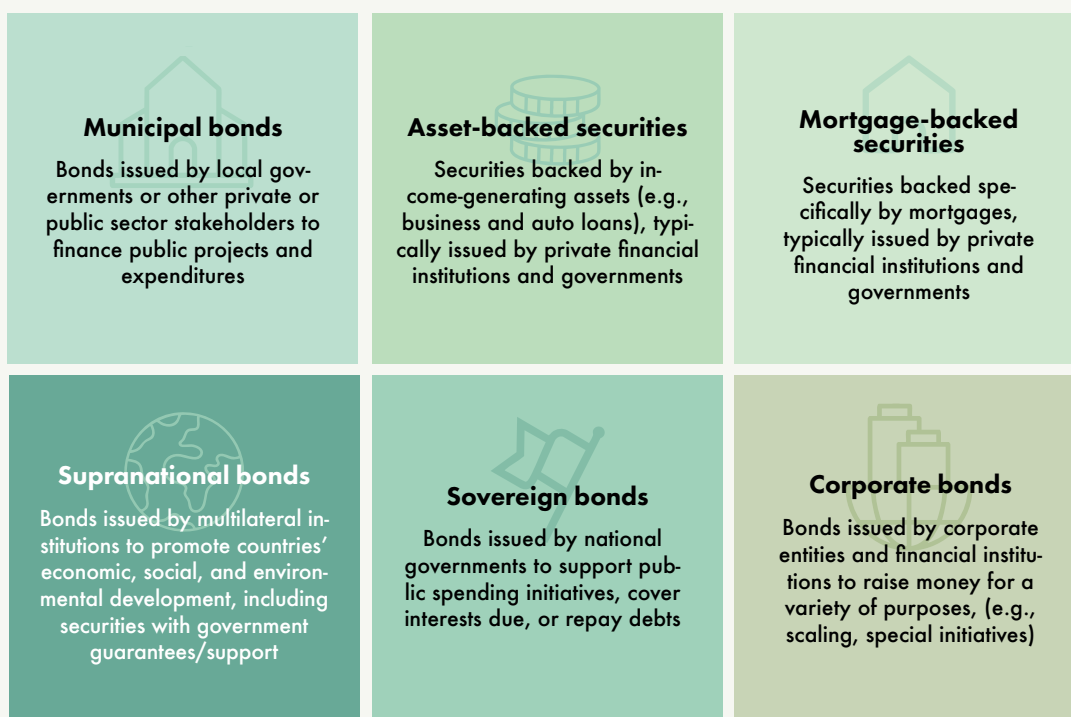 Municipal bonds
Bonds issued by local gov-
ernments or other private or
public sector stakeholders to
finance public projects and
expenditures
Asset-backed securities
Securities backed by in-
come-generating assets (e.g.,
business and auto loans), typi-
cally issued by private financial
institutions and governments
Mortgage-backed
securities
Securities backed spe-
cifically by mortgages,
typically issued by private
financial institutions and
governments
Supranational bonds
Bonds issued by multilateral in-
stitutions to promote countries’
economic, social, and environ-
mental development, including
securities with government
guarantees/support
Sovereign bonds
Bonds issued by national
governments to support pub-
lic spending initiatives, cover
interests due, or repay debts
Corporate bonds
Bonds issued by corporate
entities and financial institu-
tions to raise money for a
variety of purposes, (e.g.,
scaling, special initiatives)